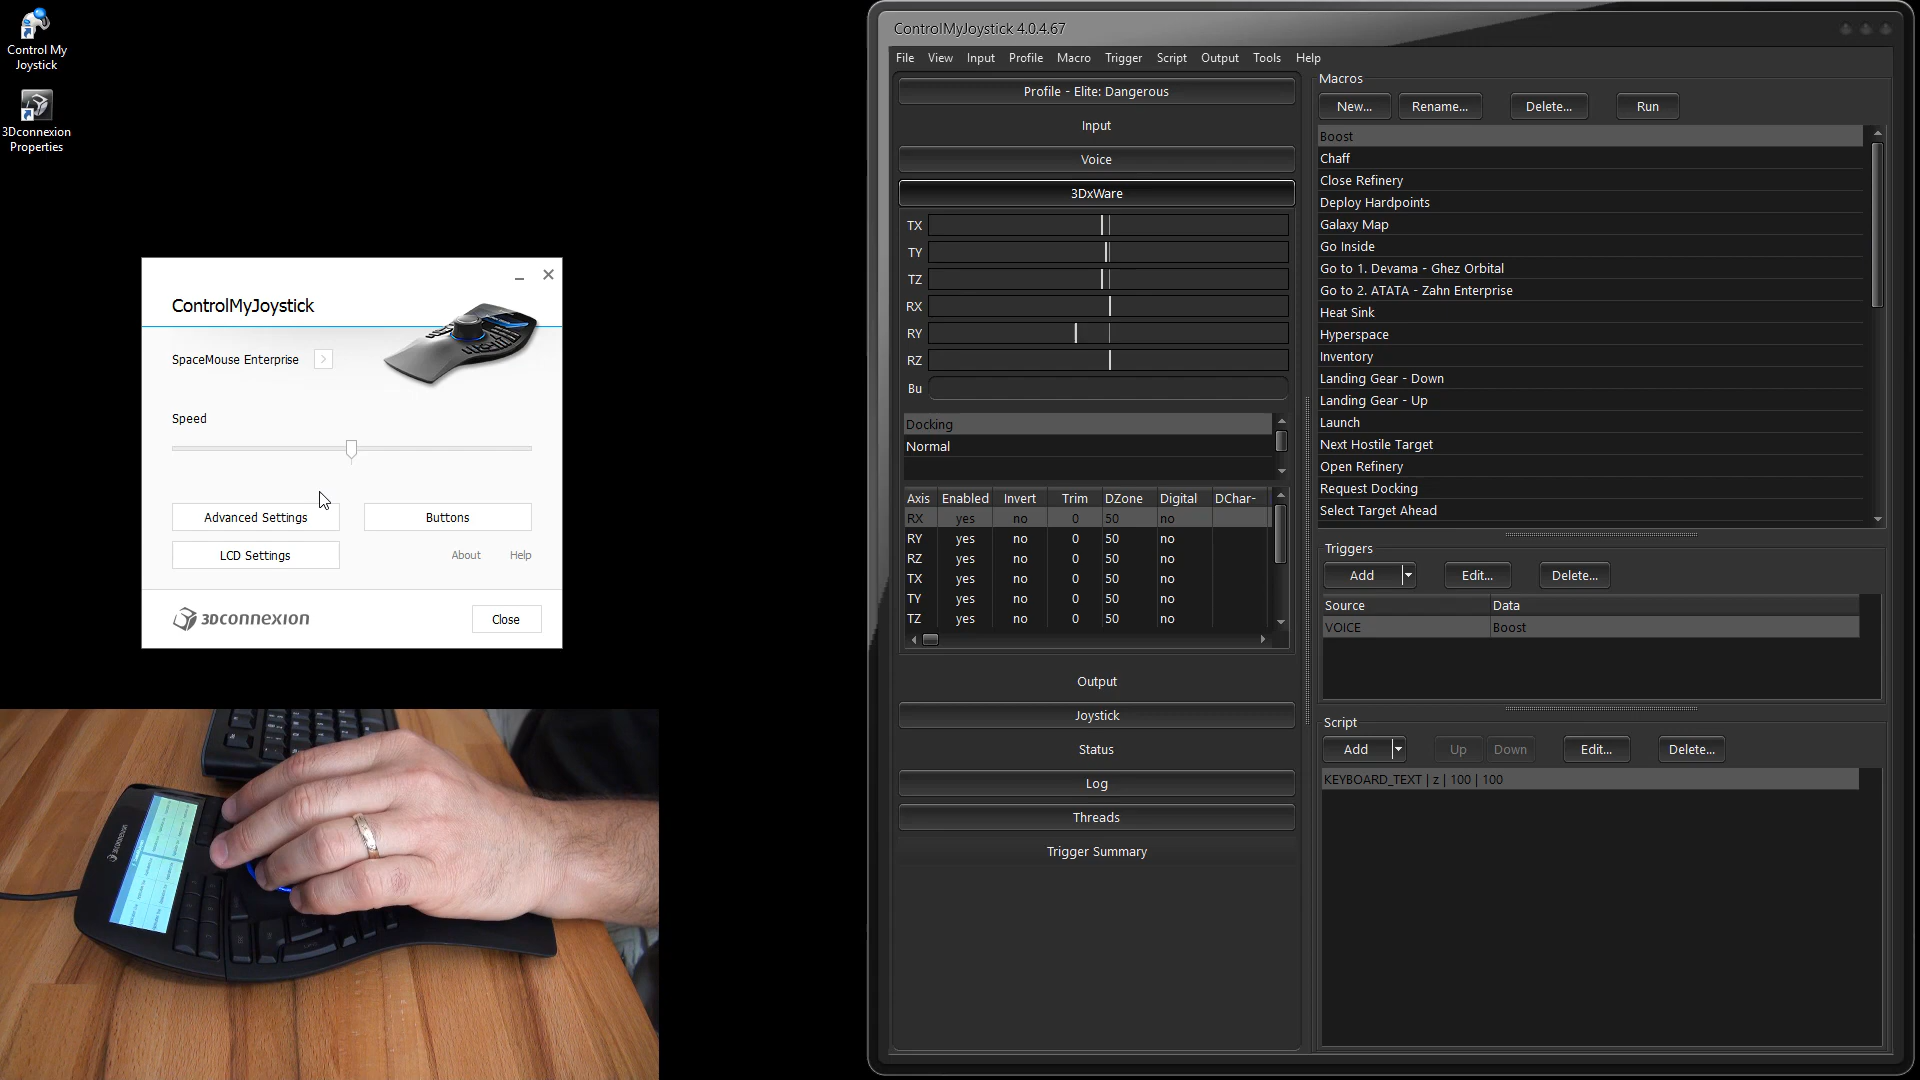 Control My
Joystick
3Dconnexion
Properties
ControlMyJoystick
SpaceMouse Enterprise
Speed
Advanced Settings
Buttons
LCD Settings
About
Help
3Dconnexion
Close
ControlMyJoystick 4.0.4.67
File View Input Profile Macro Trigger Script Output Tools Help
Profile - Elite: Dangerous
Input
Voice
3DxWare
TX
TY
TZ
RX
RY
RZ
Bu
Docking
Normal
Axis Enabled Invert Trim DZone Digital DChar-
RX yes no 0 50 no
RY yes no 0 50 no
RZ yes no 0 50 no
TX yes no 0 50 no
TY yes no 0 50 no
TZ yes no 0 50 no
Output
Joystick
Status
Log
Threads
Trigger Summary
Macros
New... Rename... Delete... Run
Boost
Chaff
Close Refinery
Deploy Hardpoints
Galaxy Map
Go Inside
Go to 1. Devama - Ghez Orbital
Go to 2. ATATA - Zahn Enterprise
Heat Sink
Hyperspace
Inventory
Landing Gear - Down
Landing Gear - Up
Launch
Next Hostile Target
Open Refinery
Request Docking
Select Target Ahead
Triggers
Add Edit... Delete...
Source Data
VOICE Boost
Script
Add Up Down Edit... Delete...
KEYBOARD_TEXT | z | 100 | 100
3Dconnexion